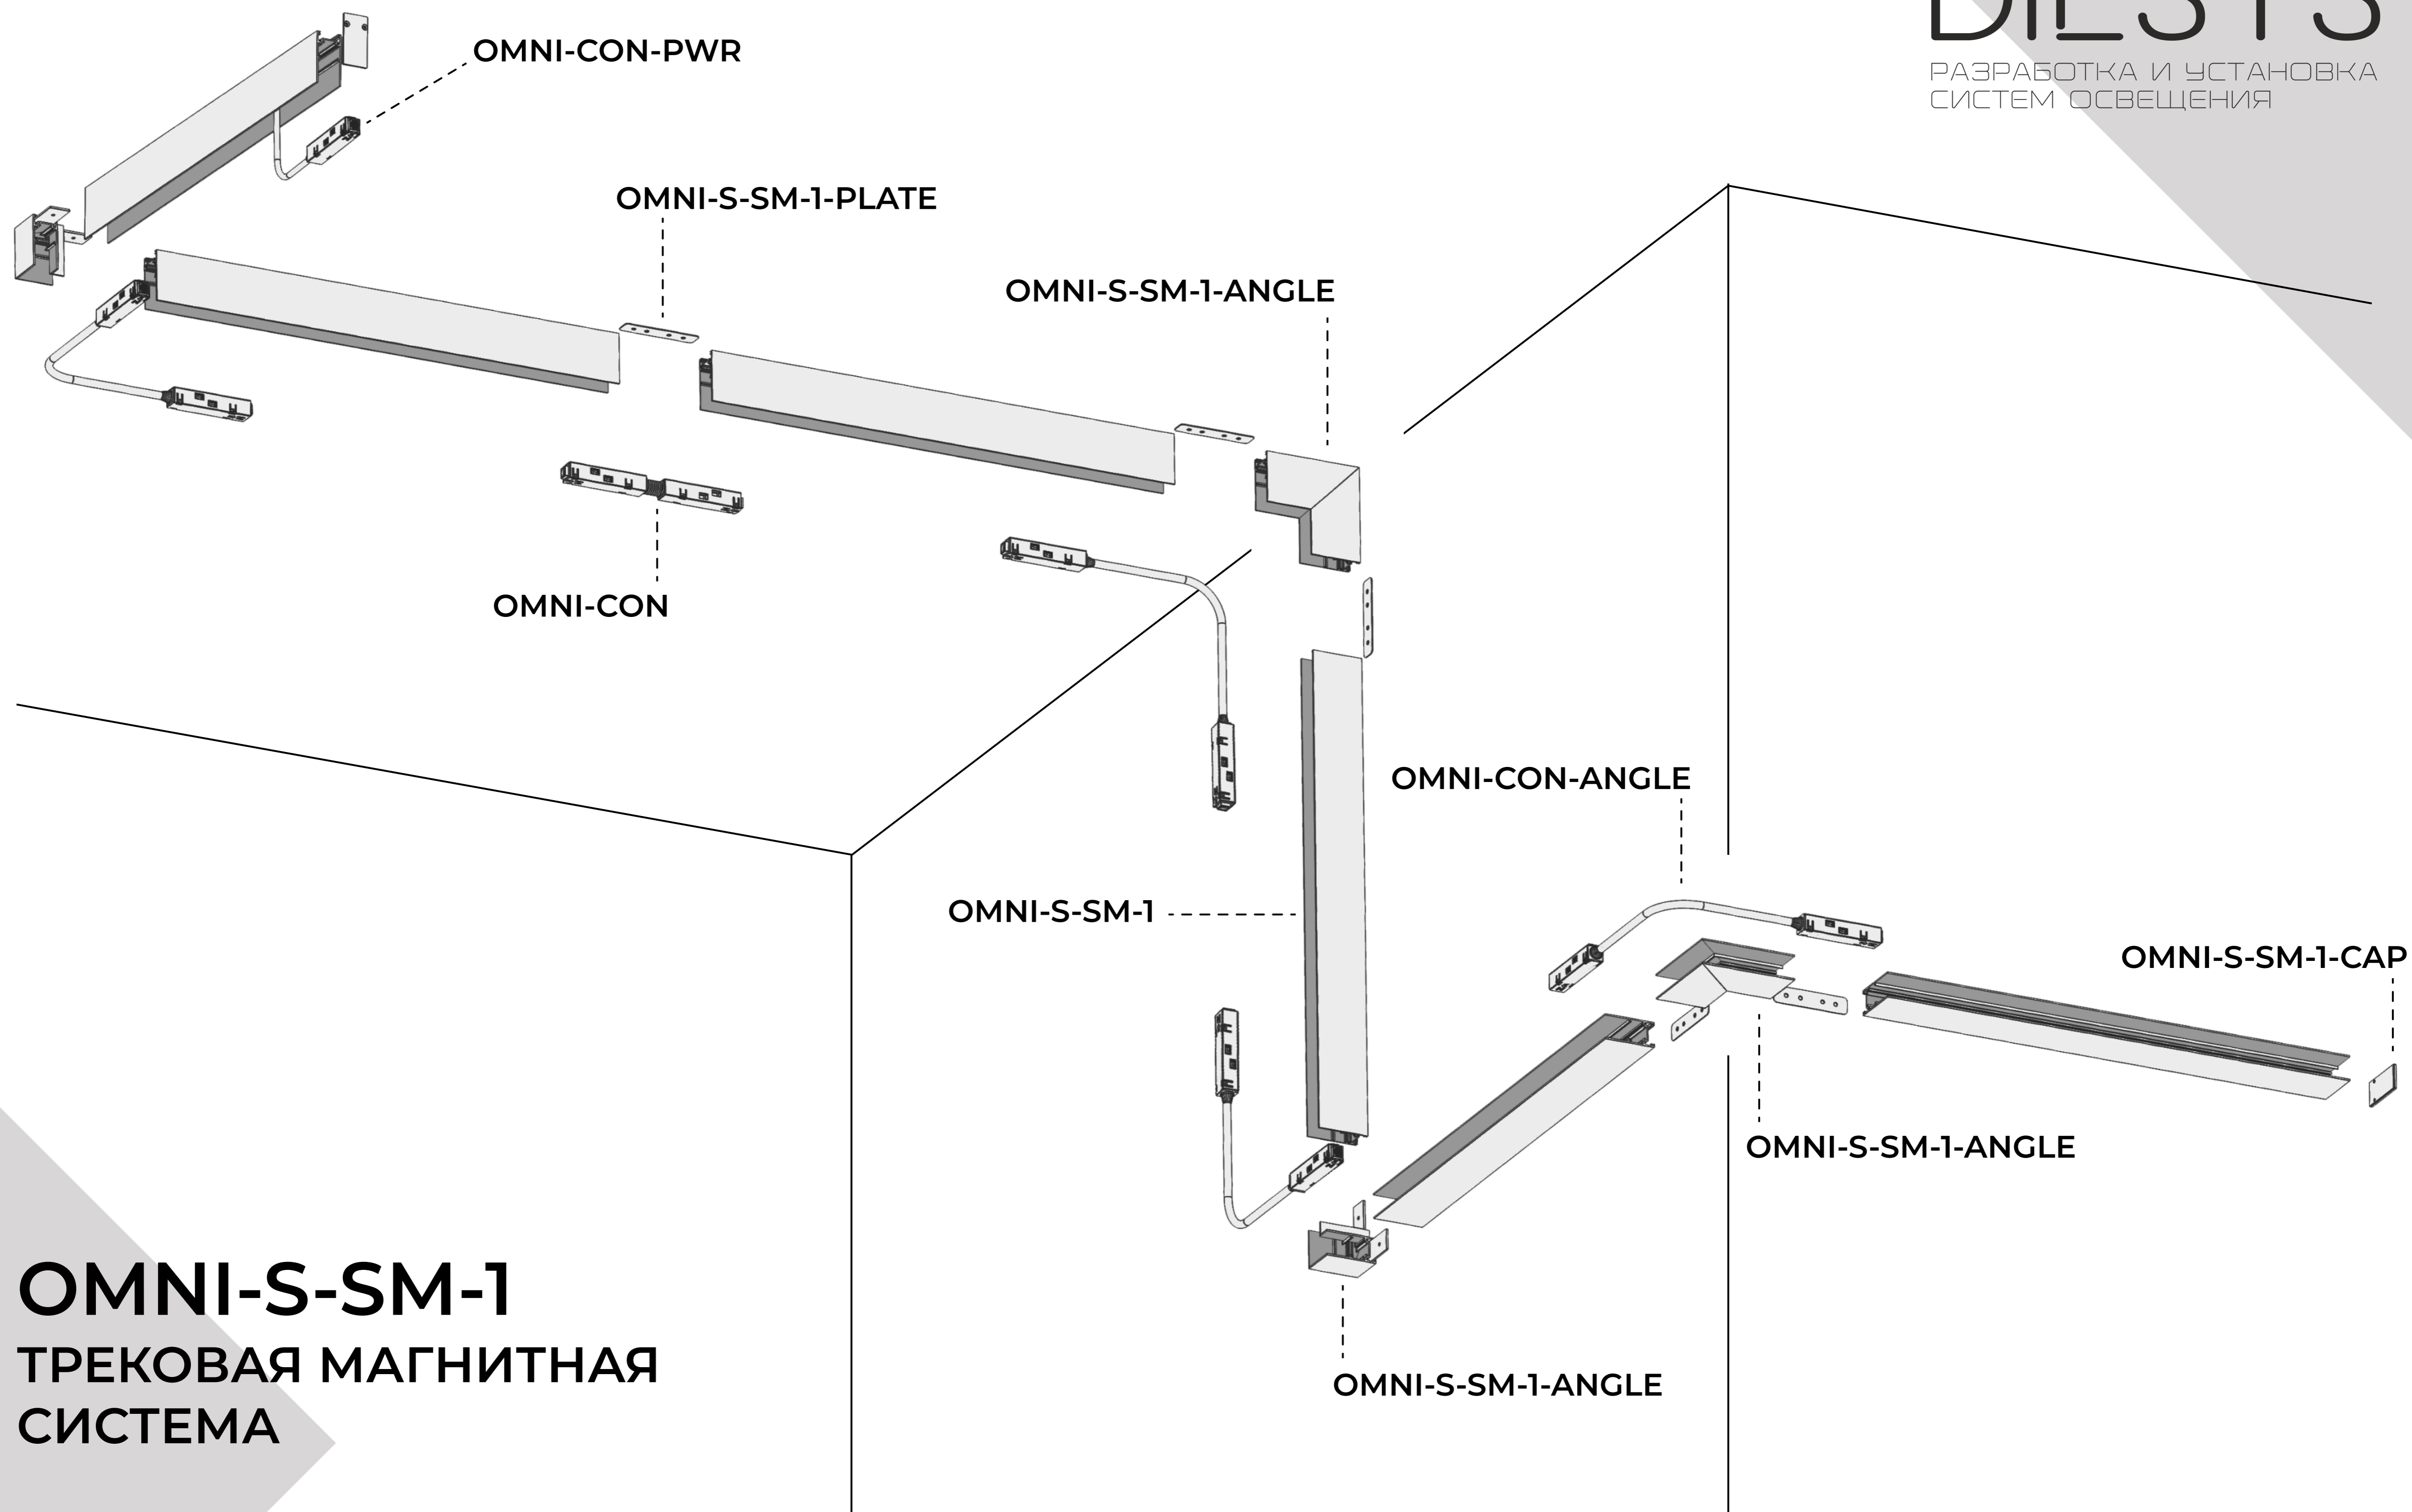 РАЗРАБОТКА И УСТАНОВКА
СИСТЕМ ОСВЕЩЕНИЯ
OMNI-CON-PWR
OMNI-S-SM-1-PLATE
OMNI-S-SM-1-ANGLE
OMNI-CON
OMNI-CON-ANGLE
OMNI-S-SM-1
OMNI-S-SM-1-CAP
OMNI-S-SM-1-ANGLE
OMNI-S-SM-1-ANGLE
OMNI-S-SM-1
ТРЕКОВАЯ МАГНИТНАЯ
СИСТЕМА